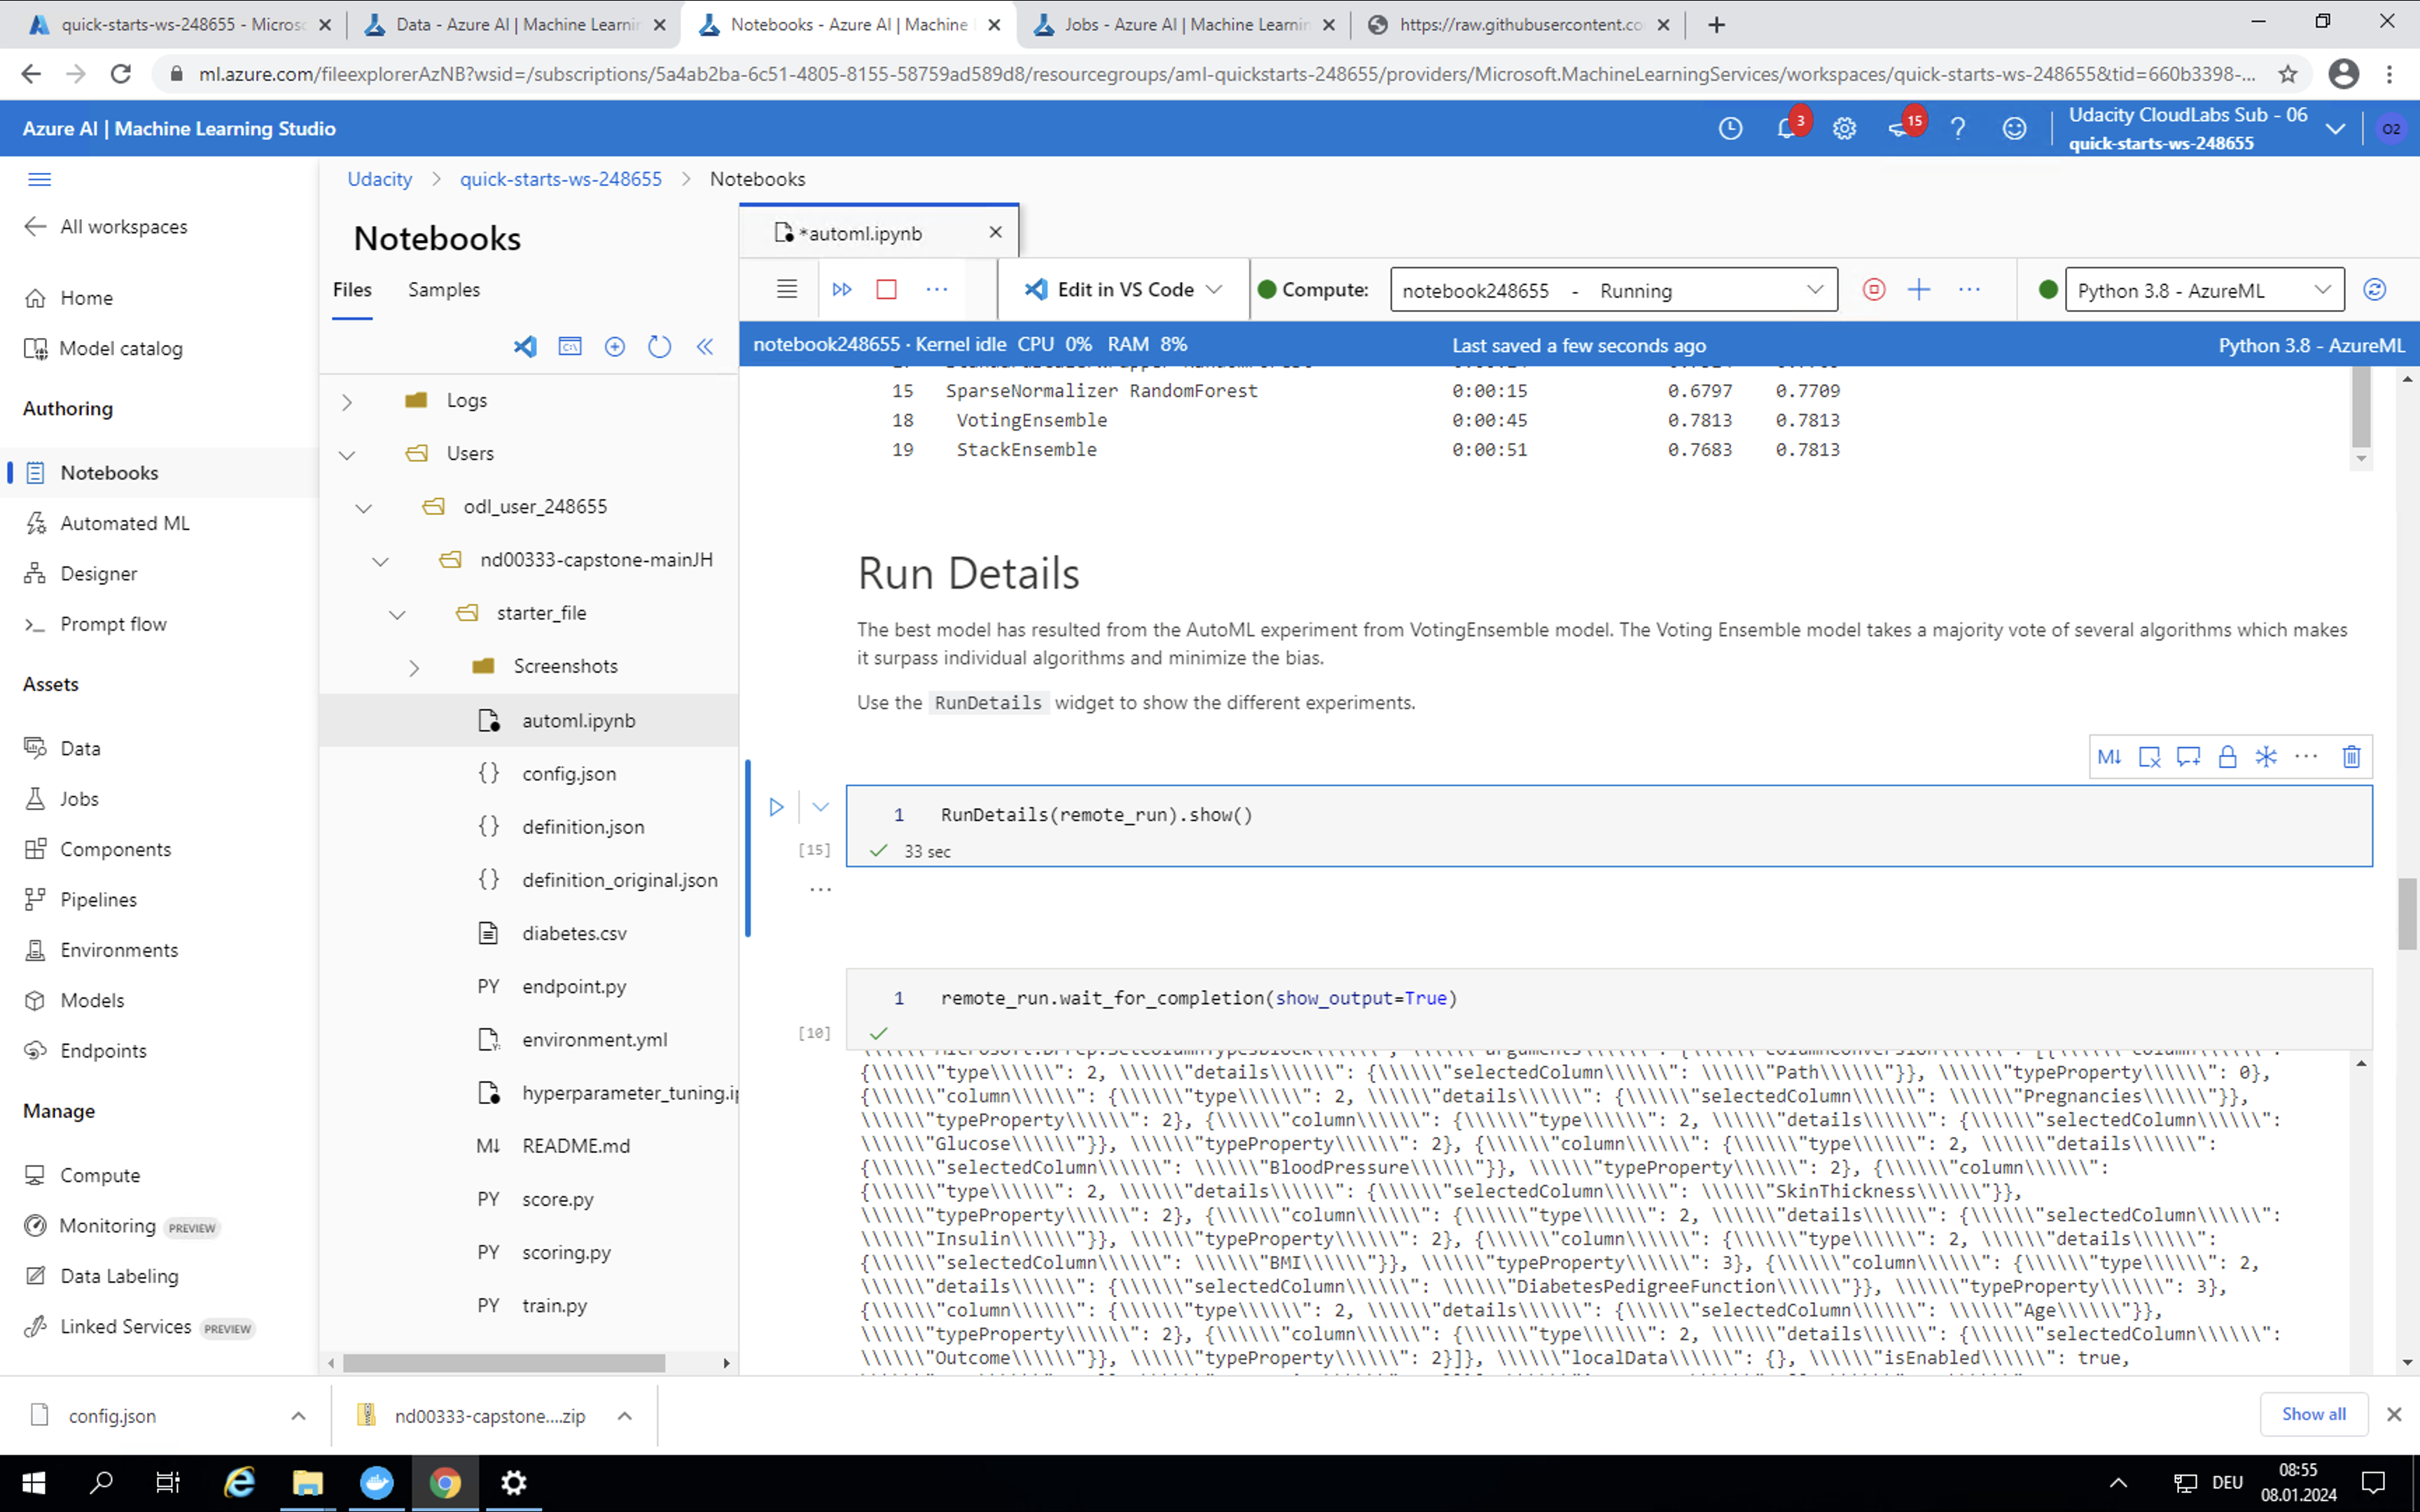 quick-starts-ws-248655 - Micros
Data - Azure AI | Machine Learnin
Notebooks - Azure AI | Machine
Jobs - Azure AI | Machine Learnin
https://raw.githubusercontent.co
ml.azure.com/fileexplorerAzNB?wsid=/subscriptions/5a4ab2ba-6c51-4805-8155-58759ad589d8/resourcegroups/aml-quickstarts-248655/providers/Microsoft.MachineLearningServices/workspaces/quick-starts-ws-248655&tid=660b3398-...
Azure AI | Machine Learning Studio
3
15
?
Udacity CloudLabs Sub - 06
quick-starts-ws-248655
O2
All workspaces
Home
Model catalog
Authoring
Notebooks
Automated ML
Designer
Prompt flow
Assets
Data
Jobs
Components
Pipelines
Environments
Models
Endpoints
Manage
Compute
Monitoring PREVIEW
Data Labeling
Linked Services PREVIEW
Udacity > quick-starts-ws-248655 > Notebooks
Notebooks
Files Samples
Logs
Users
odl_user_248655
nd00333-capstone-mainJH
starter_file
Screenshots
automl.ipynb
{} config.json
{} definition.json
{} definition_original.json
diabetes.csv
PY endpoint.py
environment.yml
hyperparameter_tuning.ip
M↓ README.md
PY score.py
PY scoring.py
PY train.py
*automl.ipynb
Edit in VS Code
Compute: notebook248655 - Running
Python 3.8 - AzureML
notebook248655 · Kernel idle CPU 0% RAM 8%
Last saved a few seconds ago
Python 3.8 - AzureML
15 SparseNormalizer RandomForest 0:00:15 0.6797 0.7709
18 VotingEnsemble 0:00:45 0.7813 0.7813
19 StackEnsemble 0:00:51 0.7683 0.7813
Run Details
The best model has resulted from the AutoML experiment from VotingEnsemble model. The Voting Ensemble model takes a majority vote of several algorithms which makes
it surpass individual algorithms and minimize the bias.
Use the RunDetails widget to show the different experiments.
M↓
1 RunDetails(remote_run).show()
[15] 33 sec
...
1 remote_run.wait_for_completion(show_output=True)
[10]
{\\\\\\"type\\\\\\": 2, \\\\\\"details\\\\\\": {\\\\\\"selectedColumn\\\\\\": \\\\\\"Path\\\\\\"}}, \\\\\\"typeProperty\\\\\\": 0},
{\\\\\\"column\\\\\\": {\\\\\\"type\\\\\\": 2, \\\\\\"details\\\\\\": {\\\\\\"selectedColumn\\\\\\": \\\\\\"Pregnancies\\\\\\"}},
\\\\\\"typeProperty\\\\\\": 2}, {\\\\\\"column\\\\\\": {\\\\\\"type\\\\\\": 2, \\\\\\"details\\\\\\": {\\\\\\"selectedColumn\\\\\\":
\\\\\\"Glucose\\\\\\"}}, \\\\\\"typeProperty\\\\\\": 2}, {\\\\\\"column\\\\\\": {\\\\\\"type\\\\\\": 2, \\\\\\"details\\\\\\":
{\\\\\\"selectedColumn\\\\\\": \\\\\\"BloodPressure\\\\\\"}}, \\\\\\"typeProperty\\\\\\": 2}, {\\\\\\"column\\\\\\":
{\\\\\\"type\\\\\\": 2, \\\\\\"details\\\\\\": {\\\\\\"selectedColumn\\\\\\": \\\\\\"SkinThickness\\\\\\"}},
\\\\\\"typeProperty\\\\\\": 2}, {\\\\\\"column\\\\\\": {\\\\\\"type\\\\\\": 2, \\\\\\"details\\\\\\": {\\\\\\"selectedColumn\\\\\\":
\\\\\\"Insulin\\\\\\"}}, \\\\\\"typeProperty\\\\\\": 2}, {\\\\\\"column\\\\\\": {\\\\\\"type\\\\\\": 2, \\\\\\"details\\\\\\":
{\\\\\\"selectedColumn\\\\\\": \\\\\\"BMI\\\\\\"}}, \\\\\\"typeProperty\\\\\\": 3}, {\\\\\\"column\\\\\\": {\\\\\\"type\\\\\\": 2,
\\\\\\"details\\\\\\": {\\\\\\"selectedColumn\\\\\\": \\\\\\"DiabetesPedigreeFunction\\\\\\"}}, \\\\\\"typeProperty\\\\\\": 3},
{\\\\\\"column\\\\\\": {\\\\\\"type\\\\\\": 2, \\\\\\"details\\\\\\": {\\\\\\"selectedColumn\\\\\\": \\\\\\"Age\\\\\\"}},
\\\\\\"typeProperty\\\\\\": 2}, {\\\\\\"column\\\\\\": {\\\\\\"type\\\\\\": 2, \\\\\\"details\\\\\\": {\\\\\\"selectedColumn\\\\\\":
\\\\\\"Outcome\\\\\\"}}, \\\\\\"typeProperty\\\\\\": 2}]}, \\\\\\"localData\\\\\\": {}, \\\\\\"isEnabled\\\\\\": true,
config.json
nd00333-capstone....zip
Show all
DEU
08:55
08.01.2024